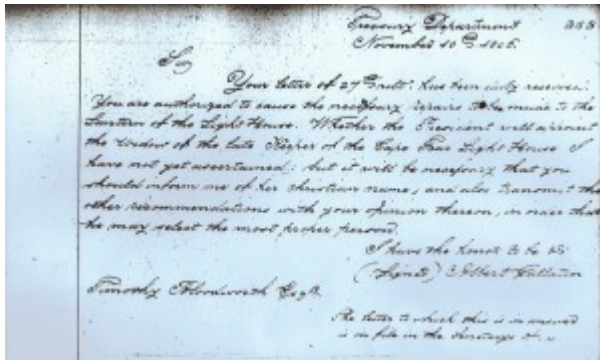 Treasury Department
November 10th 1806.
Sir
Your letter of 27th ult: has been duly received.
You are authorized to cause the necessary repairs to be made to the
Lantern of the Light House. Whether the President will appoint
the Widow of the late Keeper of the Cape Fear Light House I
have not yet ascertained: but it will be necessary that you
should inform me of her christian name, and also transmit the
other recommendations with your opinion thereon, in order that
he may select the most proper person.
I have the honor to be &c
(Signed) Albert Gallatin
Timothy Bloodworth Esqr.
The letter to which this is an answer
is on file in the